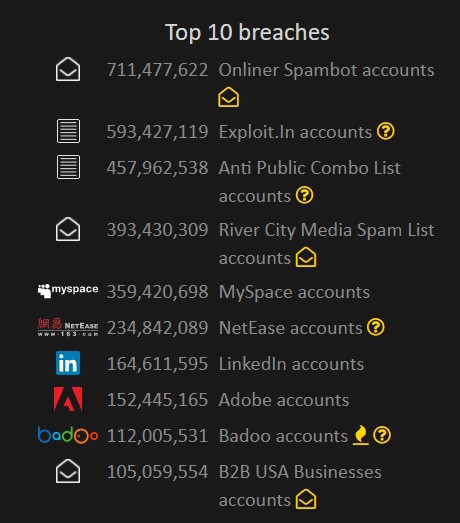 Top 10 breaches
711,477,622 Onliner Spambot accounts
593,427,119 Exploit.In accounts ?
457,962,538 Anti Public Combo List
accounts ?
393,430,309 River City Media Spam List
accounts
myspace 359,420,698 MySpace accounts
網易 NETEASE
www.163.com 234,842,089 NetEase accounts ?
in 164,611,595 LinkedIn accounts
152,445,165 Adobe accounts
badoo 112,005,531 Badoo accounts ?
105,059,554 B2B USA Businesses
accounts